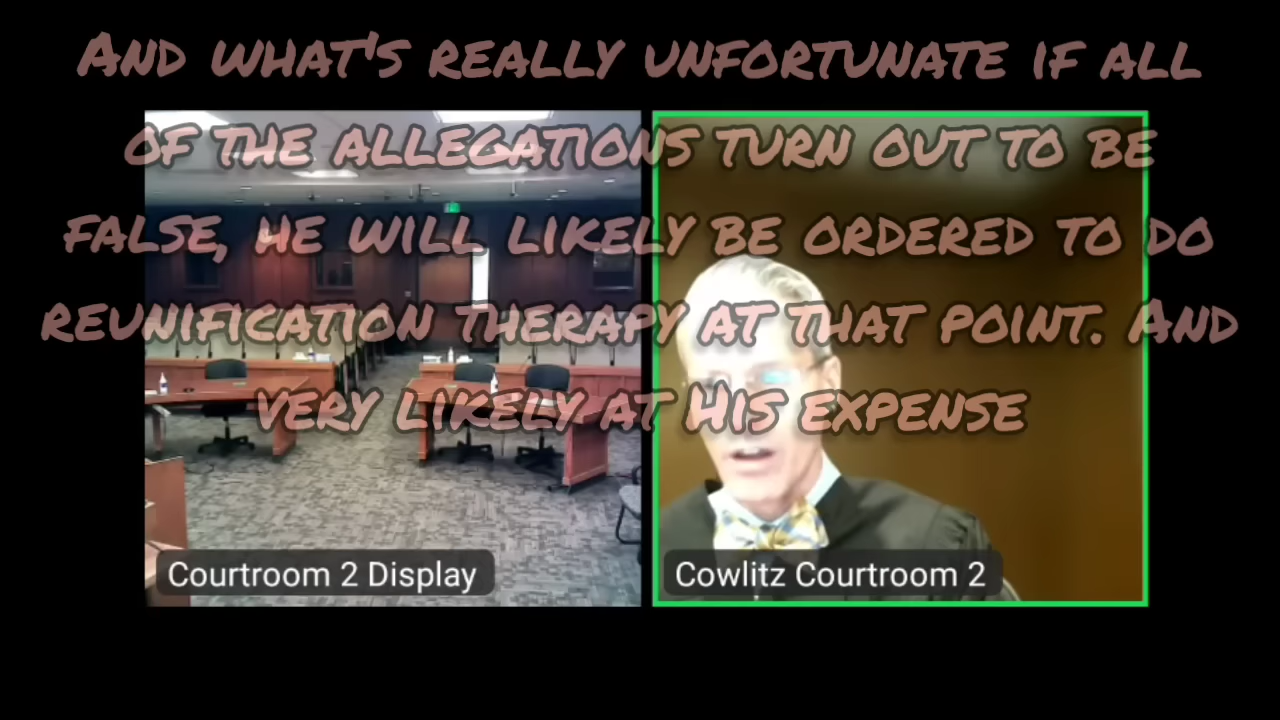 And what's really unfortunate if all
of the allegations turn out to be
false, he will likely be ordered to do
reunification therapy at that point. And
very likely at His expense
Courtroom 2 Display
Cowlitz Courtroom 2